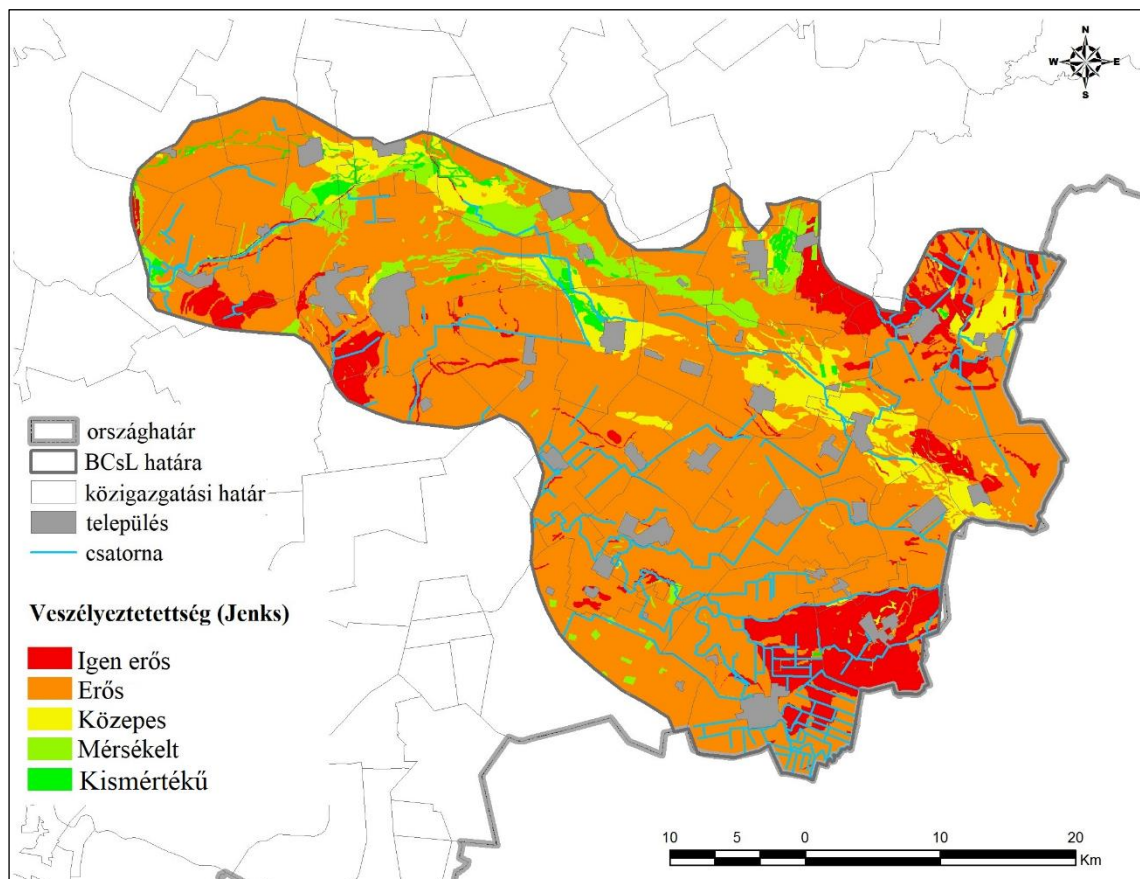 N
W E
S
országhatár
BCsL határa
közigazgatási határ
település
csatorna
Veszélyeztetettség (Jenks)
Igen erős
Erős
Közepes
Mérsékelt
Kismértékű
10 5 0 10 20
Km